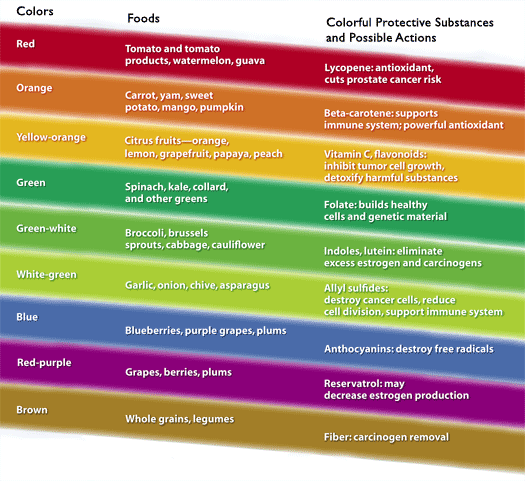 Colors
Foods
Colorful Protective Substances
and Possible Actions
Red
Tomato and tomato
products, watermelon, guava
Lycopene: antioxidant,
cuts prostate cancer risk
Orange
Carrot, yam, sweet
potato, mango, pumpkin
Beta-carotene: supports
immune system; powerful antioxidant
Yellow-orange
Citrus fruits—orange,
lemon, grapefruit, papaya, peach
Vitamin C, flavonoids:
inhibit tumor cell growth,
detoxify harmful substances
Green
Spinach, kale, collard,
and other greens
Folate: builds healthy
cells and genetic material
Green-white
Broccoli, brussels
sprouts, cabbage, cauliflower
Indoles, lutein: eliminate
excess estrogen and carcinogens
White-green
Garlic, onion, chive, asparagus
Allyl sulfides:
destroy cancer cells, reduce
cell division, support immune system
Blue
Blueberries, purple grapes, plums
Anthocyanins: destroy free radicals
Red-purple
Grapes, berries, plums
Reservatrol: may
decrease estrogen production
Brown
Whole grains, legumes
Fiber: carcinogen removal